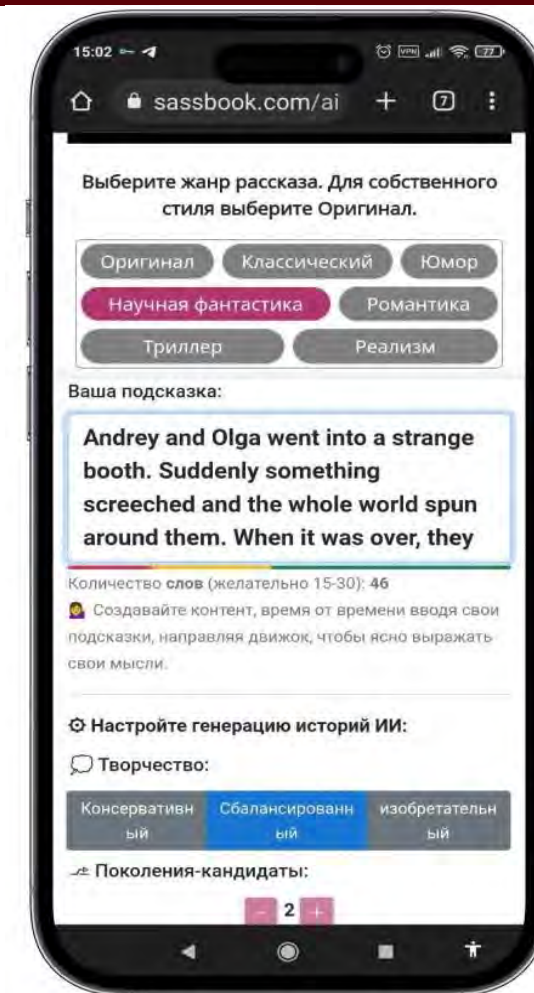 15:02 VPN 77
sassbook.com/ai + 7
Выберите жанр рассказа. Для собственного
стиля выберите Оригинал.
Оригинал Классический Юмор
Научная фантастика Романтика
Триллер Реализм
Ваша подсказка:
Andrey and Olga went into a strange
booth. Suddenly something
screeched and the whole world spun
around them. When it was over, they
Количество слов (желательно 15-30): 46
Создавайте контент, время от времени вводя свои
подсказки, направляя движок, чтобы ясно выражать
свои мысли.
Настройте генерацию историй ИИ:
Творчество:
Консервативн Сбалансированн изобретательн
ый ый ый
Поколения-кандидаты:
- 2 +